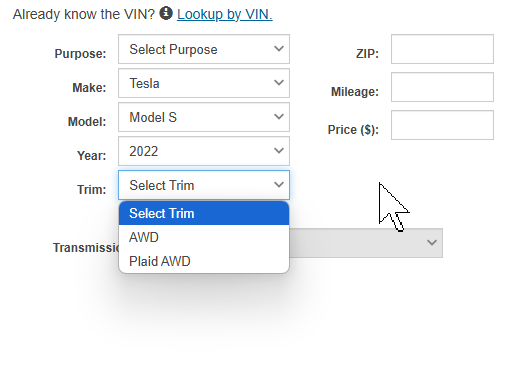 Already know the VIN? Lookup by VIN.
Purpose: Select Purpose ZIP:
Make: Tesla
Mileage:
Model: Model S
Price ($):
Year: 2022
Trim: Select Trim
Select Trim
AWD
Transmissi
Plaid AWD